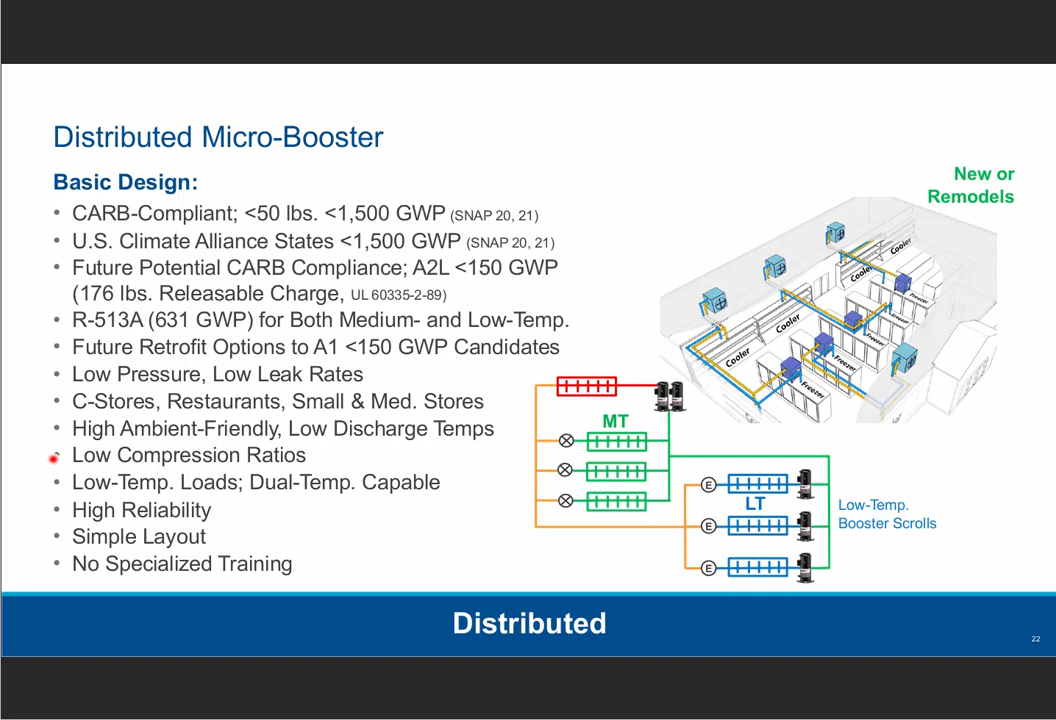 Distributed Micro-Booster
Basic Design:
• CARB-Compliant; <50 lbs. <1,500 GWP (SNAP 20, 21)
• U.S. Climate Alliance States <1,500 GWP (SNAP 20, 21)
• Future Potential CARB Compliance; A2L <150 GWP
(176 lbs. Releasable Charge, UL 60335-2-89)
• R-513A (631 GWP) for Both Medium- and Low-Temp.
• Future Retrofit Options to A1 <150 GWP Candidates
• Low Pressure, Low Leak Rates
• C-Stores, Restaurants, Small & Med. Stores
• High Ambient-Friendly, Low Discharge Temps
• Low Compression Ratios
• Low-Temp. Loads; Dual-Temp. Capable
• High Reliability
• Simple Layout
• No Specialized Training
New or
Remodels
Cooler
Cooler
Cooler
Cooler
Freezer
Freezer
Freezer
Freezer
Freezer
MT
E
LT
E
E
Low-Temp.
Booster Scrolls
Distributed
22